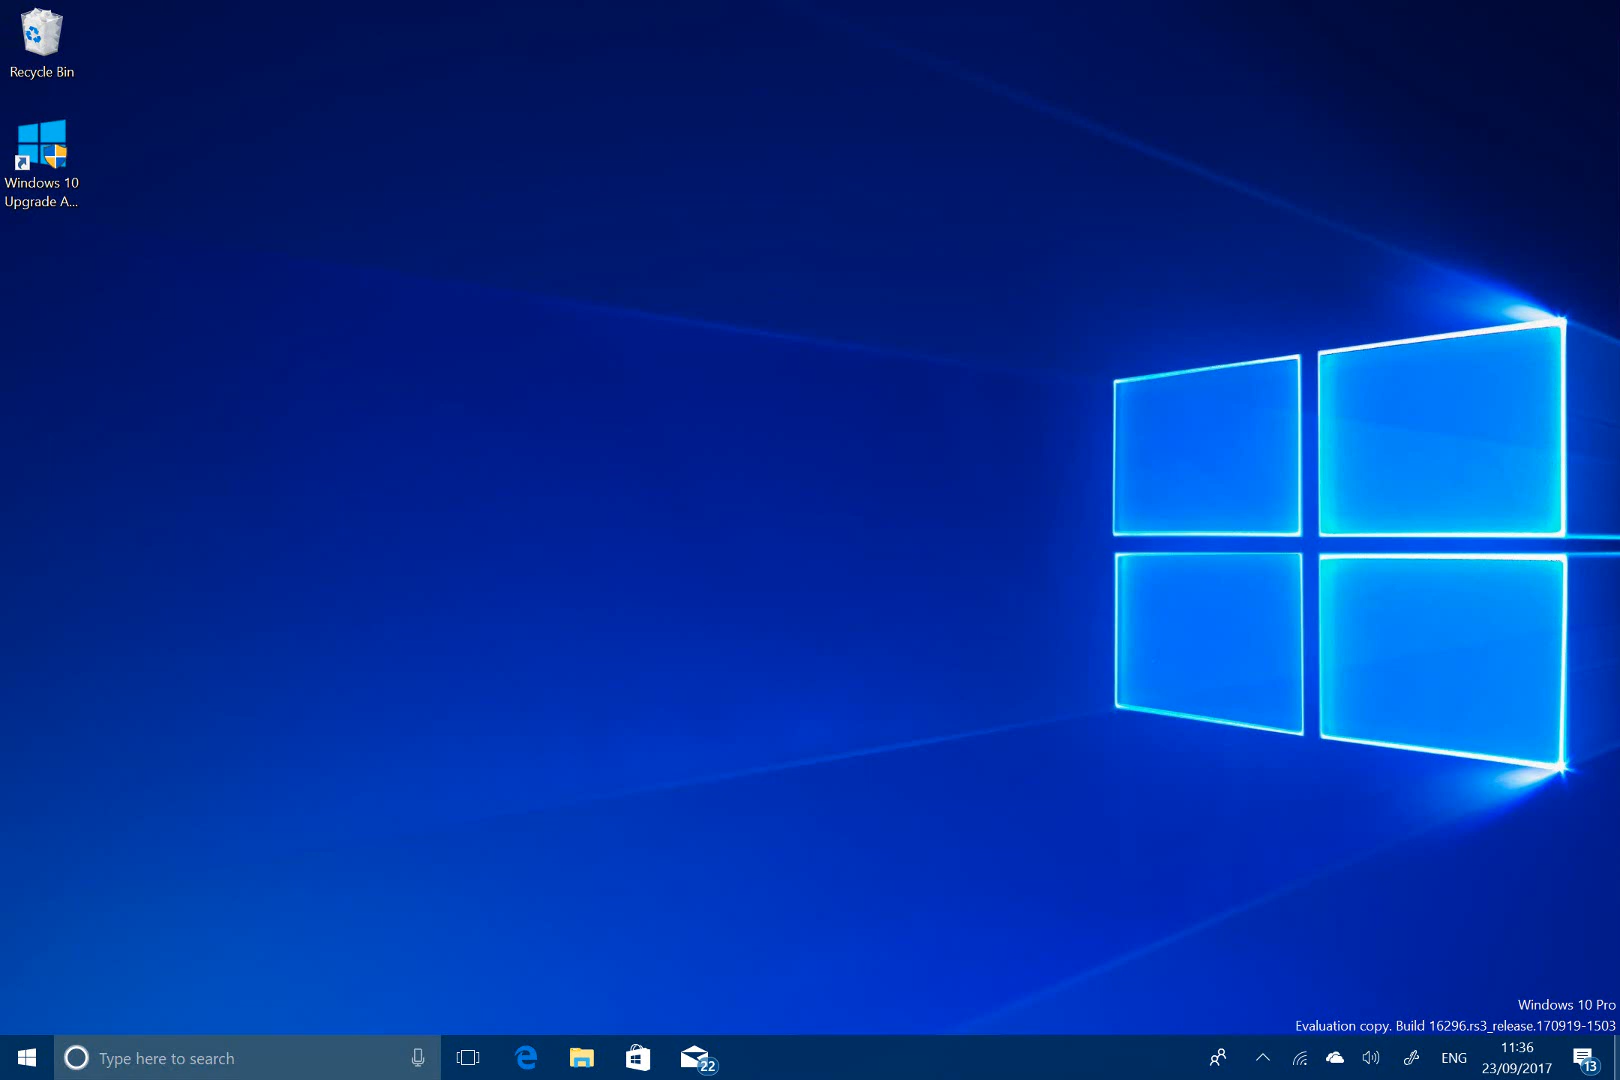 Recycle Bin
Windows 10
Upgrade A...
Windows 10 Pro
Evaluation copy. Build 16296.rs3_release.170919-1503
Type here to search
22
ENG
11:36
23/09/2017
13